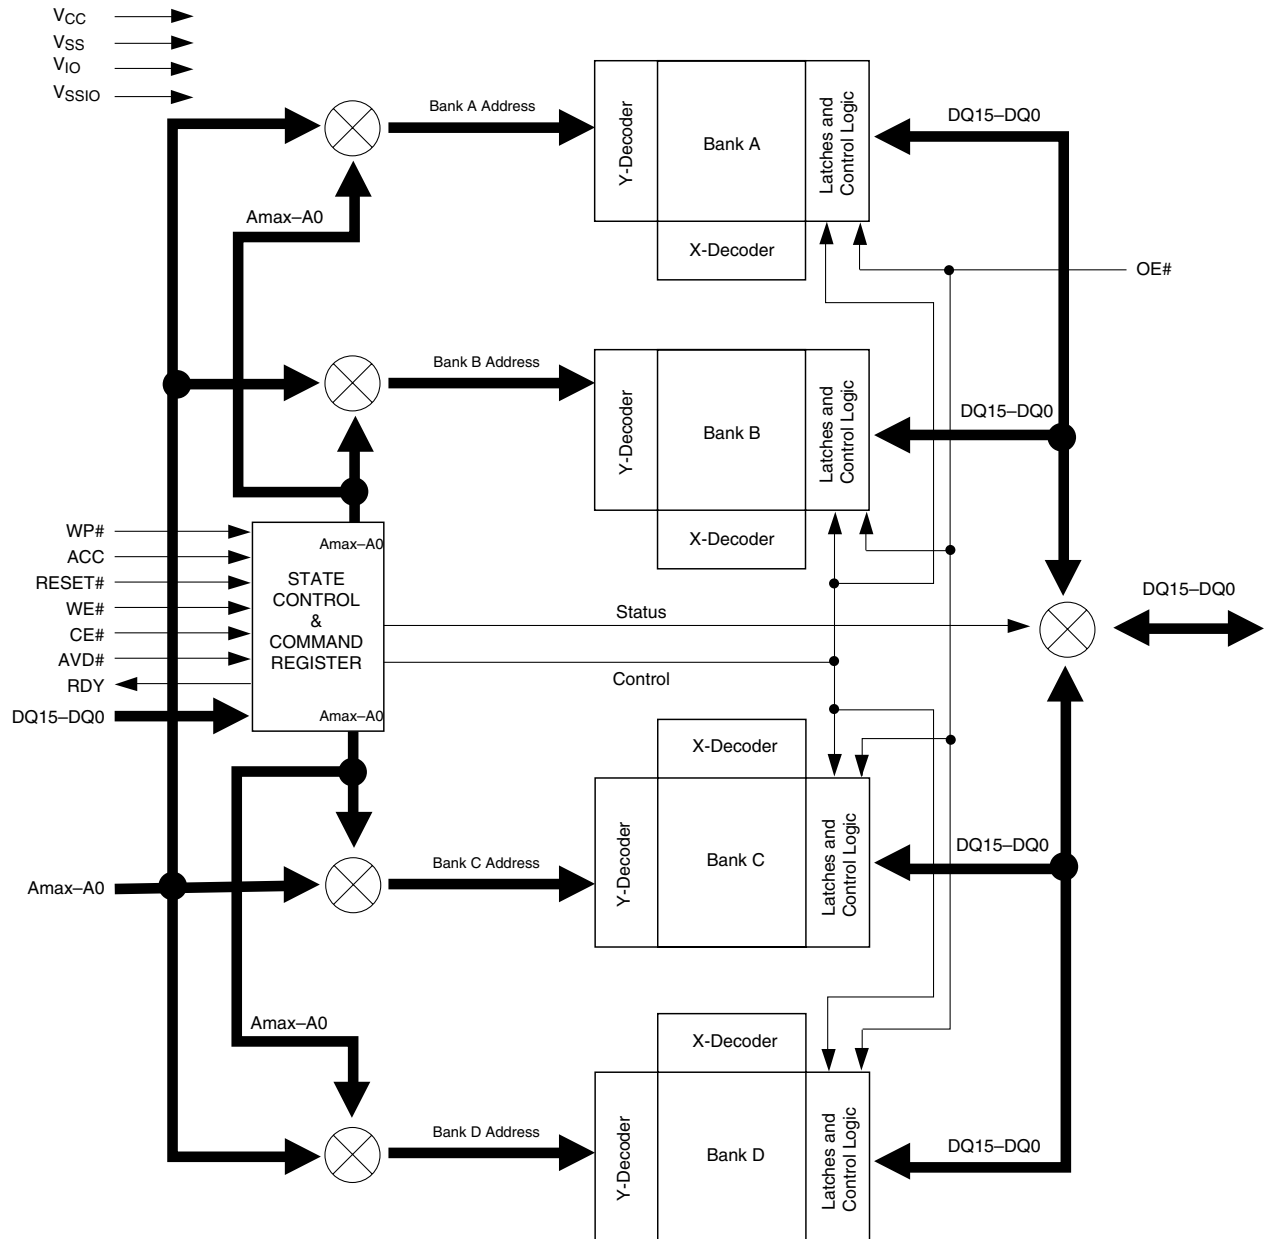 VCC
VSS
VIO
VSSIO
Bank A Address
Y-Decoder
Bank A
Latches and
Control Logic
DQ15–DQ0
Amax–A0
X-Decoder
OE#
Bank B Address
Y-Decoder
Bank B
Latches and
Control Logic
DQ15–DQ0
X-Decoder
WP#
ACC
RESET#
WE#
CE#
AVD#
RDY
DQ15–DQ0
Amax–A0
STATE
CONTROL
&
COMMAND
REGISTER
Amax–A0
Status
Control
DQ15–DQ0
X-Decoder
Amax–A0
Bank C Address
Y-Decoder
Bank C
Latches and
Control Logic
DQ15–DQ0
Amax–A0
X-Decoder
Bank D Address
Y-Decoder
Bank D
Latches and
Control Logic
DQ15–DQ0